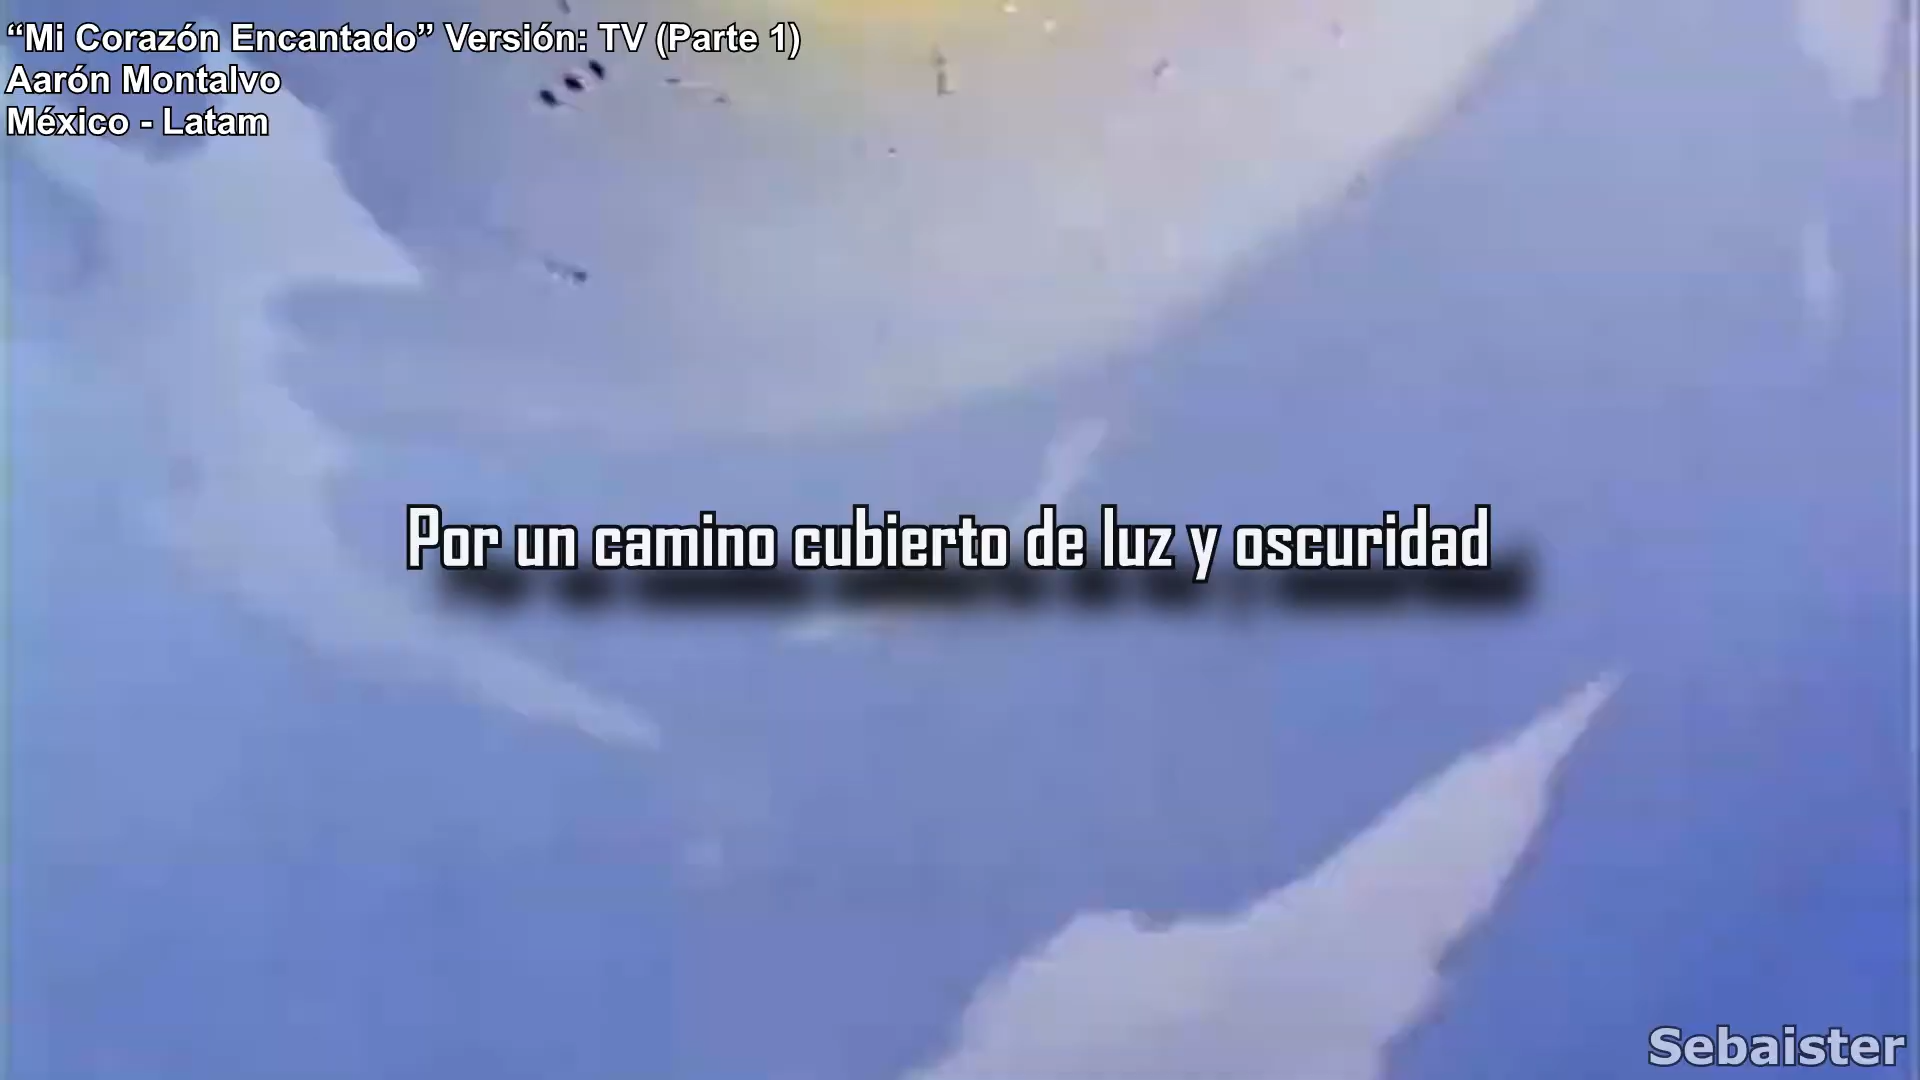 “Mi Corazón Encantado” Versión: TV (Parte 1)
Aarón Montalvo
México - Latam
Por un camino cubierto de luz y oscuridad
Sebaister